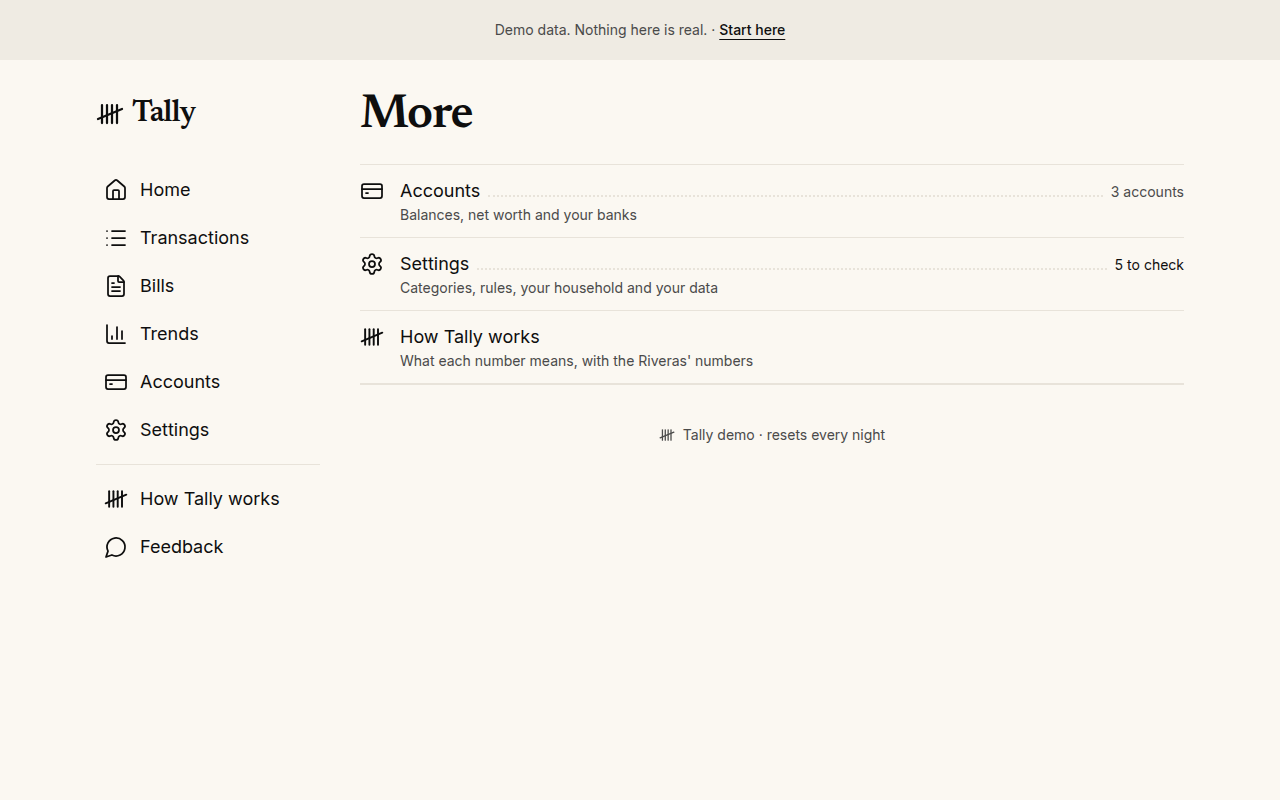 Demo data. Nothing here is real. · Start here
Tally
Home
Transactions
Bills
Trends
Accounts
Settings
How Tally works
Feedback
More
Accounts 3 accounts
Balances, net worth and your banks
Settings 5 to check
Categories, rules, your household and your data
How Tally works
What each number means, with the Riveras' numbers
Tally demo · resets every night